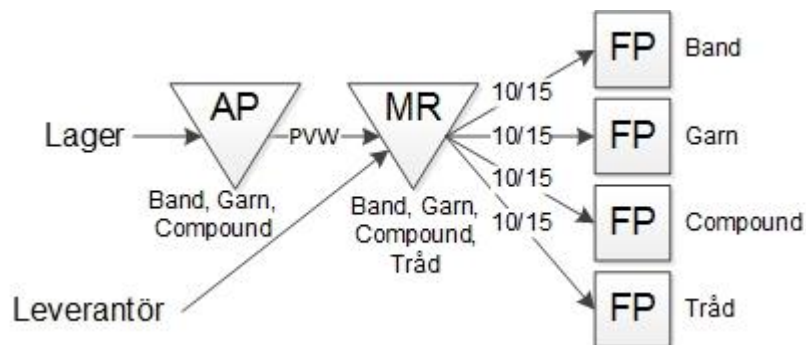 FP Band
10/15
AP MR
Lager PVW 10/15 FP Garn
10/15
Band, Garn,
Compound
Band, Garn,
Compound,
Tråd
10/15
FP Compound
Leverantör
FP Tråd